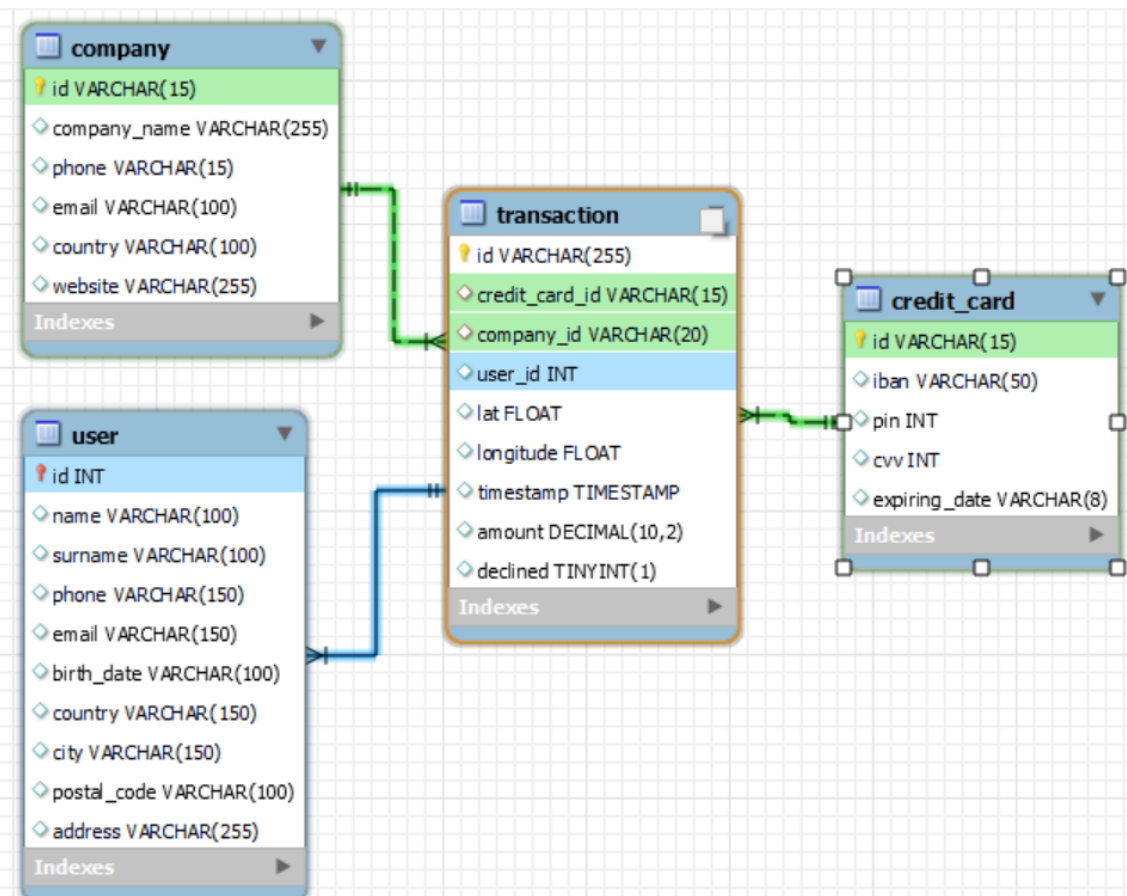 company
id VARCHAR(15)
company_name VARCHAR(255)
phone VARCHAR(15)
email VARCHAR(100)
country VARCHAR(100)
website VARCHAR(255)
Indexes
user
id INT
name VARCHAR(100)
surname VARCHAR(100)
phone VARCHAR(150)
email VARCHAR(150)
birth_date VARCHAR(100)
country VARCHAR(150)
city VARCHAR(150)
postal_code VARCHAR(100)
address VARCHAR(255)
Indexes
transaction
id VARCHAR(255)
credit_card_id VARCHAR(15)
company_id VARCHAR(20)
user_id INT
lat FLOAT
longitude FLOAT
timestamp TIMESTAMP
amount DECIMAL(10,2)
declined TINYINT(1)
Indexes
credit_card
id VARCHAR(15)
iban VARCHAR(50)
pin INT
cvv INT
expiring_date VARCHAR(8)
Indexes